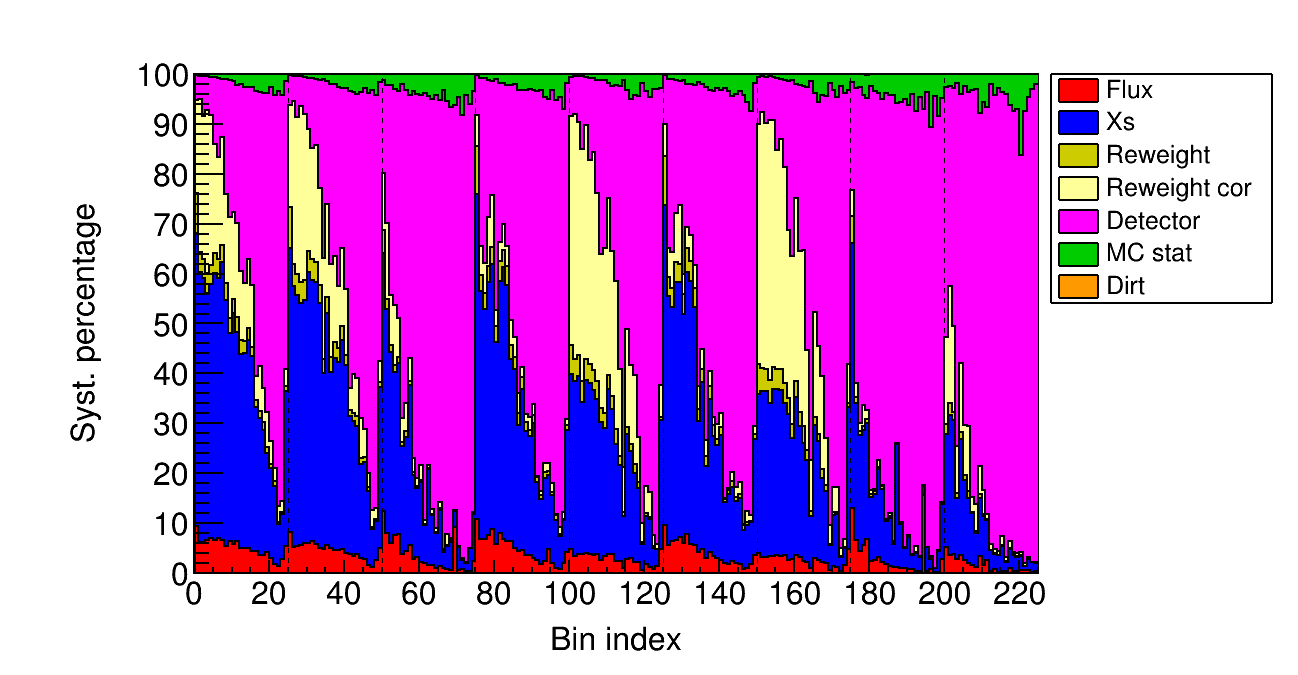 100
90
80
70
60
50
40
30
20
10
0
Syst. percentage
0 20 40 60 80 100 120 140 160 180 200 220
Bin index
Flux
Xs
Reweight
Reweight cor
Detector
MC stat
Dirt